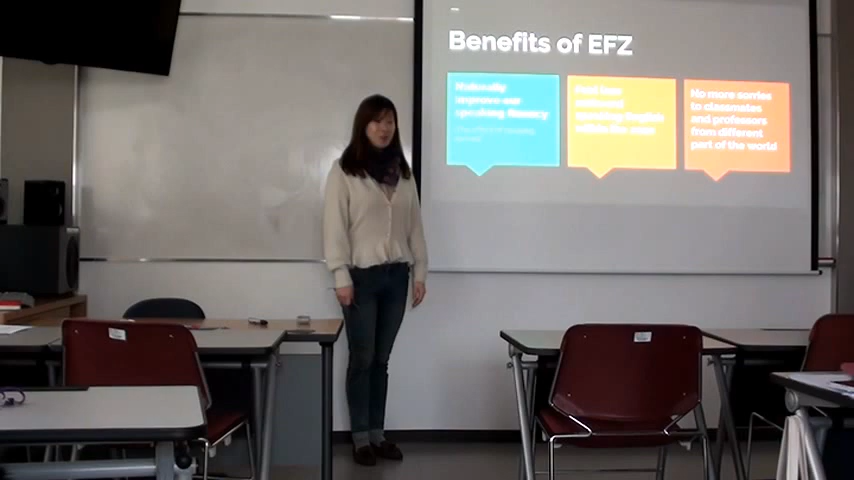 Benefits of EFZ
Naturally
improve our
speaking fluency
Feel less
awkward
speaking English
within the zone
No more sorries
to classmates
and professors
from different
part of the world